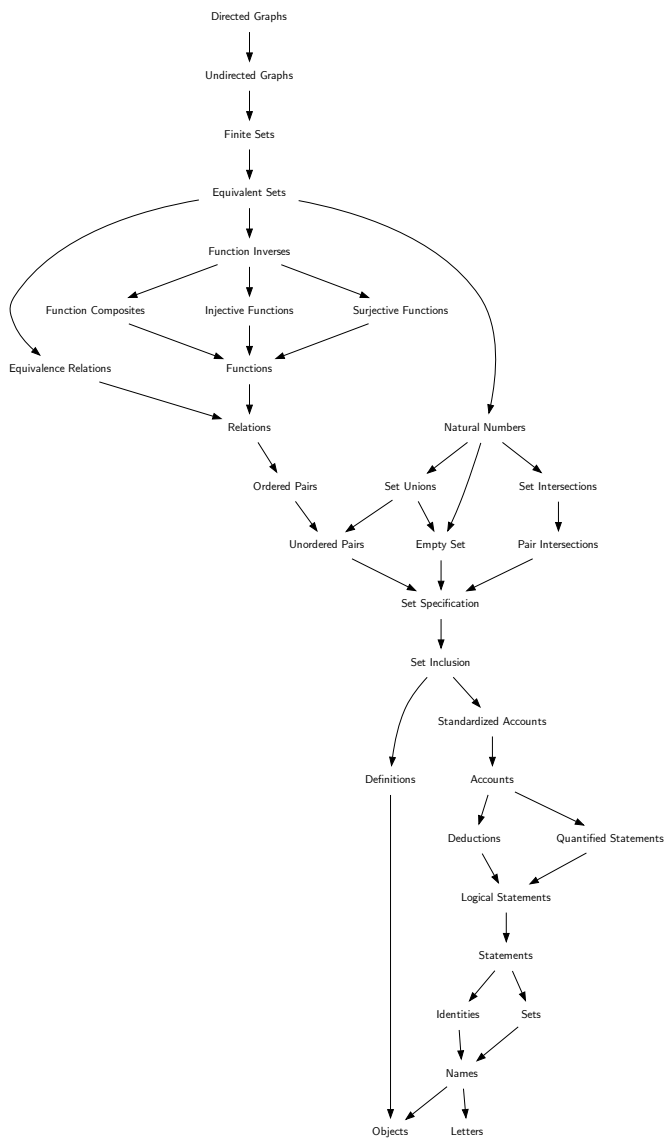 Directed Graphs
Undirected Graphs
Finite Sets
Equivalent Sets
Function Inverses
Function Composites
Injective Functions
Surjective Functions
Equivalence Relations
Functions
Relations
Natural Numbers
Ordered Pairs
Set Unions
Set Intersections
Unordered Pairs
Empty Set
Pair Intersections
Set Specification
Set Inclusion
Standardized Accounts
Definitions
Accounts
Deductions
Quantified Statements
Logical Statements
Statements
Identities
Sets
Names
Objects
Letters